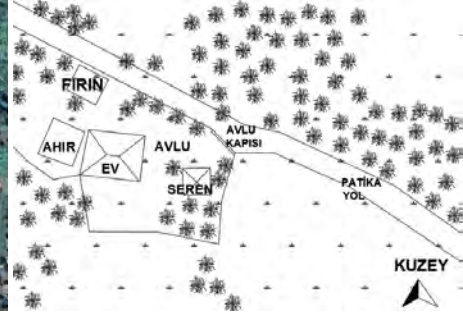 FIRIN
AHIR
EV
AVLU
AVLU
KAPISI
SEREN
PATİKA
YOL
KUZEY